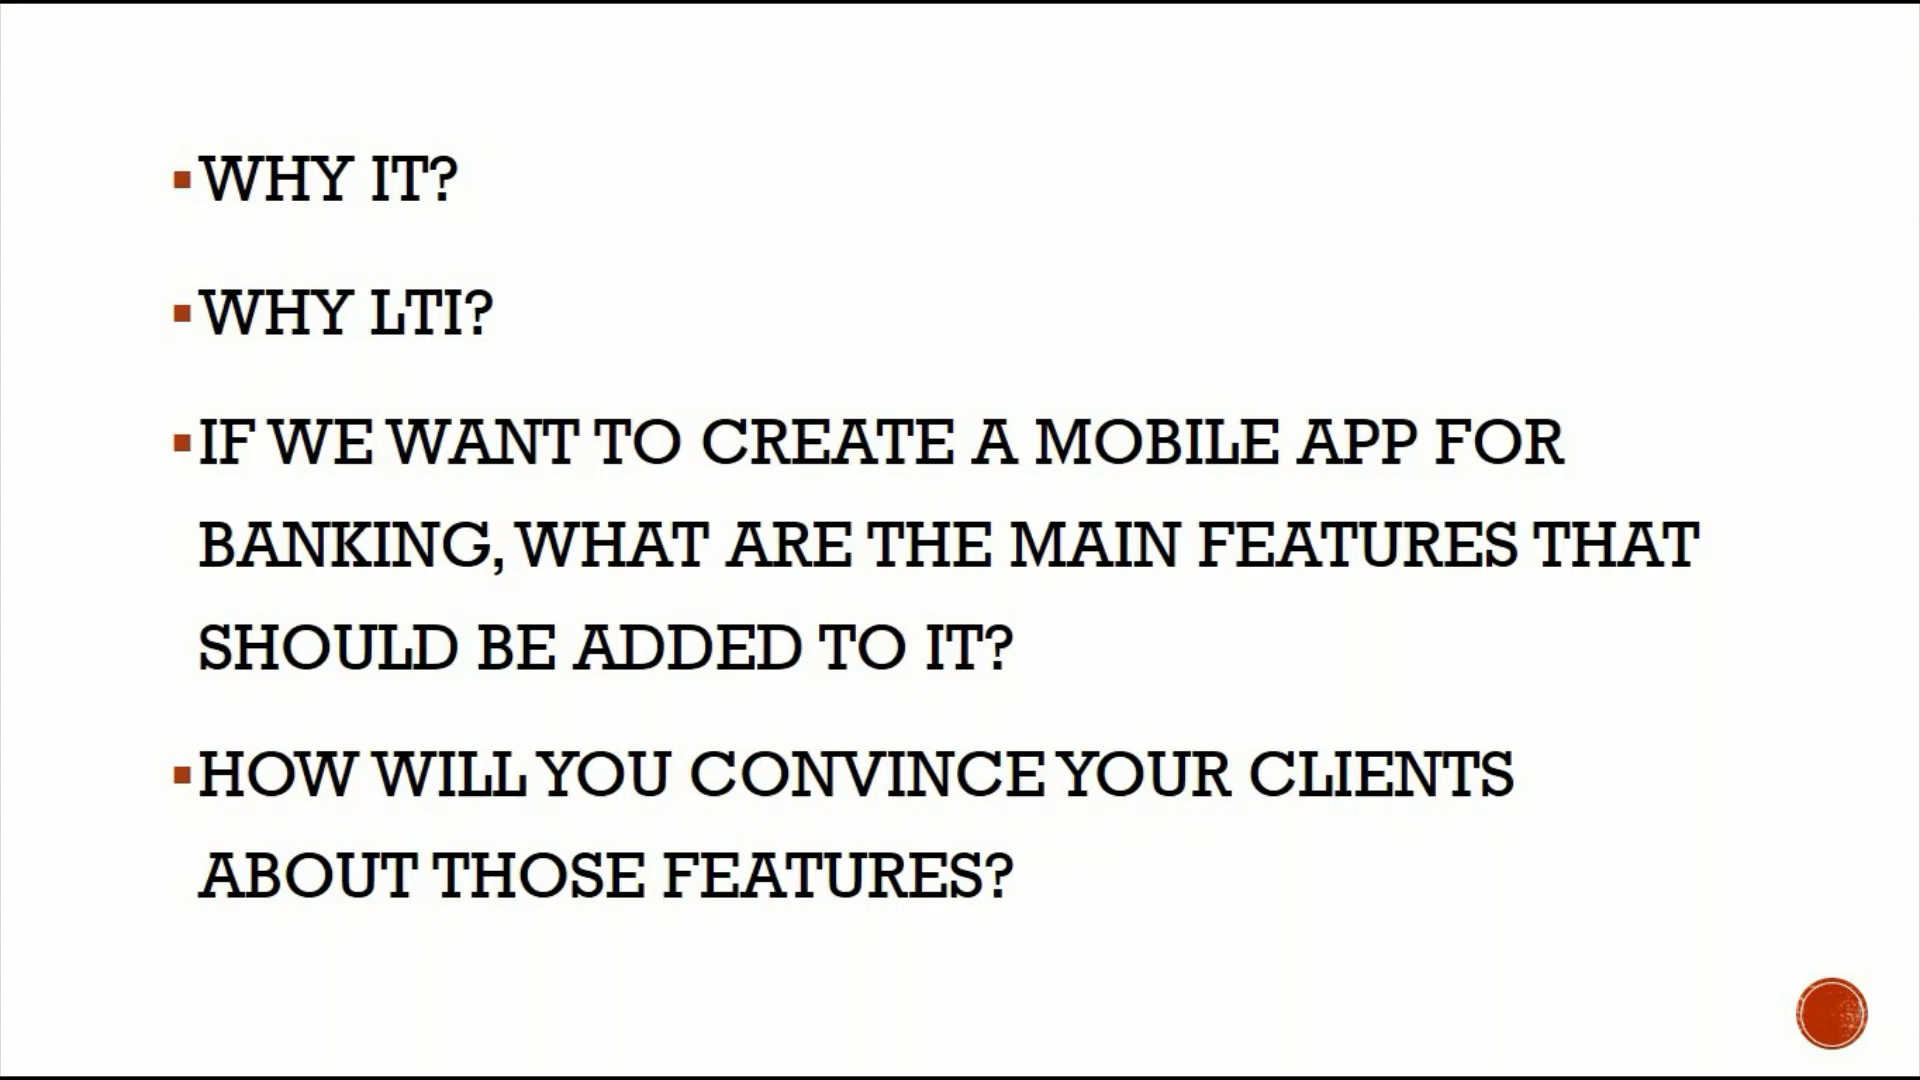 ▪WHY IT?
▪WHY LTI?
▪IF WE WANT TO CREATE A MOBILE APP FOR
BANKING, WHAT ARE THE MAIN FEATURES THAT
SHOULD BE ADDED TO IT?
▪HOW WILL YOU CONVINCE YOUR CLIENTS
ABOUT THOSE FEATURES?